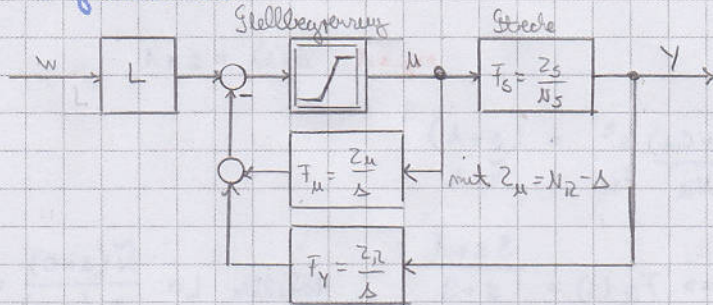 Stellbegrenzung
Strecke
w
L
-
u
F_S = Z_S / N_S
Y
F_u = Z_u / Δ
mit Z_u = N_R - Δ
F_Y = Z_R / Δ